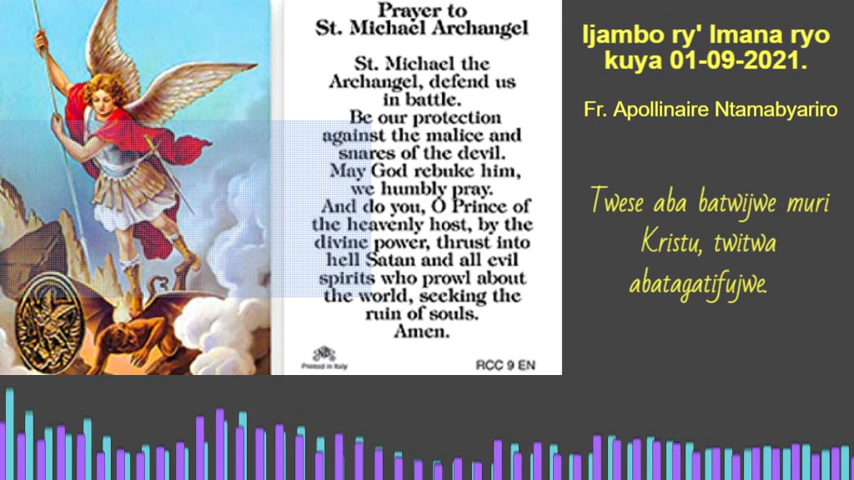 Prayer to
St. Michael Archangel
St. Michael the
Archangel, defend us
in battle.
Be our protection
against the malice and
snares of the devil.
May God rebuke him,
we humbly pray.
And do you, O Prince of
the heavenly host, by the
divine power, thrust into
hell Satan and all evil
spirits who prowl about
the world, seeking the
ruin of souls.
Amen.
Printed in Italy
RCC 9 EN
Ijambo ry' Imana ryo
kuya 01-09-2021.
Fr. Apollinaire Ntamabyariro
Twese aba batwijwe muri
Kristu, twitwa
abatagatifujwe.